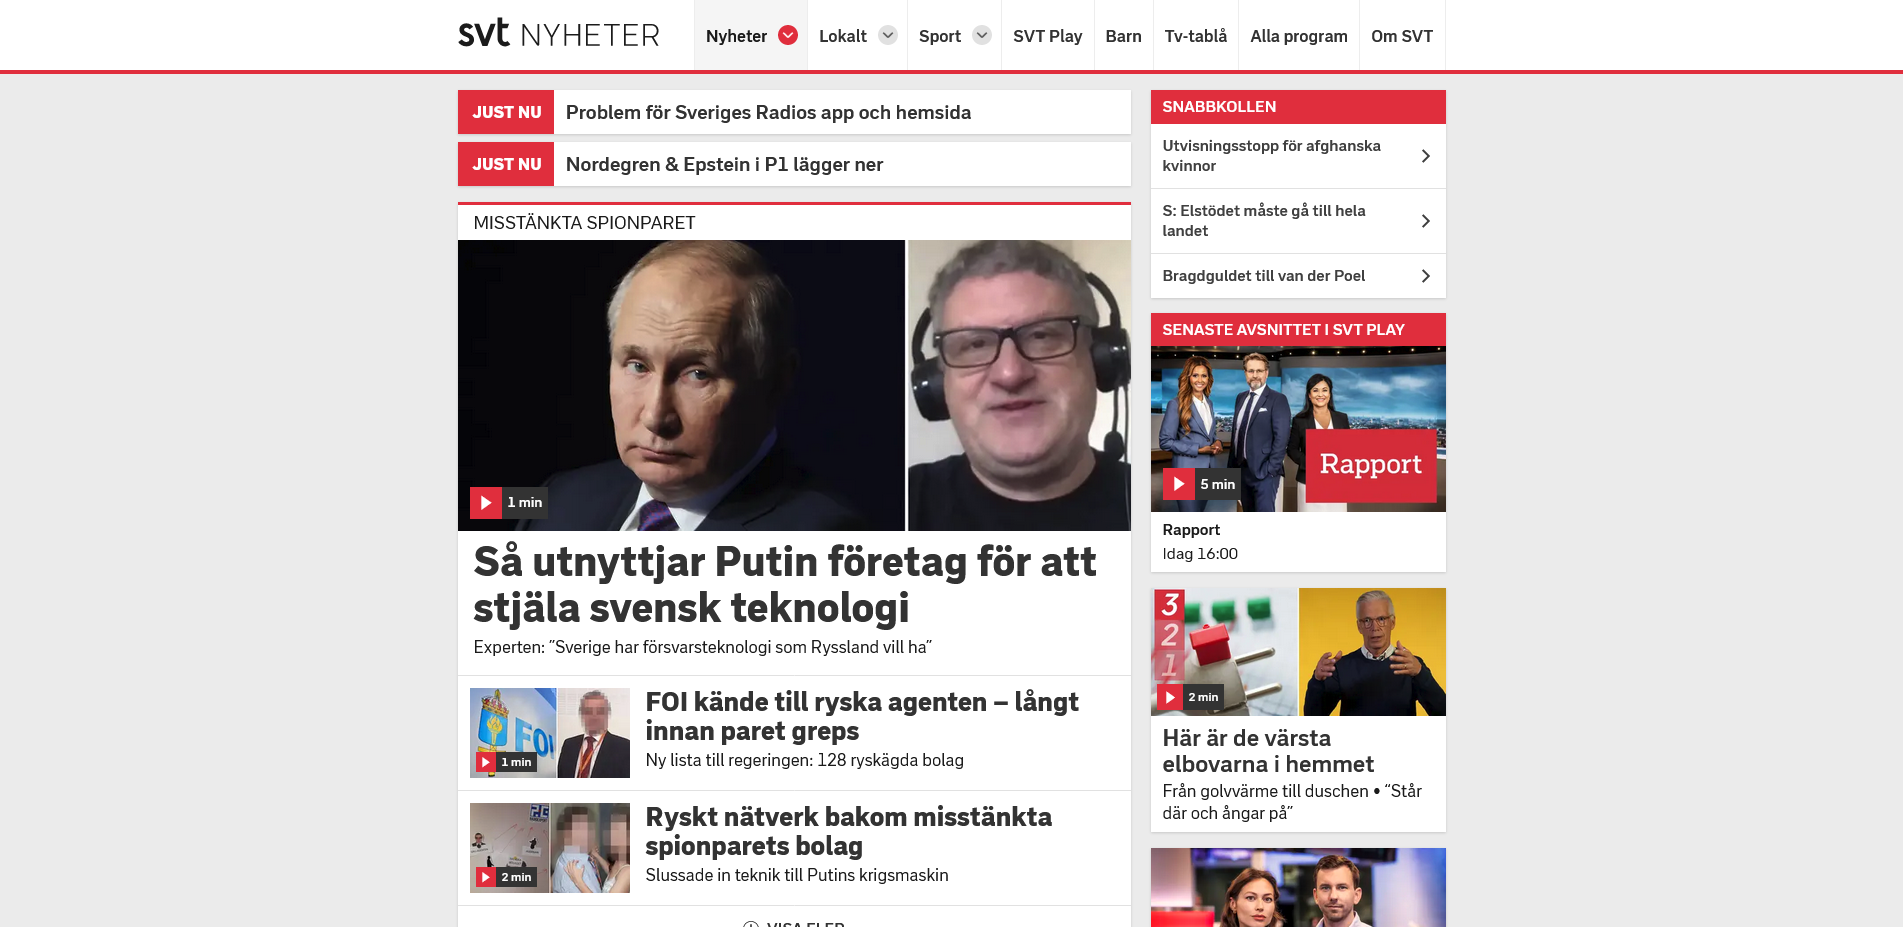 svt NYHETER
Nyheter
Lokalt
Sport
SVT Play
Barn
Tv-tablå
Alla program
Om SVT
JUST NU
Problem för Sveriges Radios app och hemsida
JUST NU
Nordegren & Epstein i P1 lägger ner
MISSTÄNKTA SPIONPARET
1 min
Så utnyttjar Putin företag för att
stjäla svensk teknologi
Experten: ”Sverige har försvarsteknologi som Ryssland vill ha”
FOI
1 min
FOI kände till ryska agenten – långt
innan paret greps
Ny lista till regeringen: 128 ryskägda bolag
2 min
Ryskt nätverk bakom misstänkta
spionparets bolag
Slussade in teknik till Putins krigsmaskin
VISA FLER
SNABBKOLLEN
Utvisningsstopp för afghanska
kvinnor
S: Elstödet måste gå till hela
landet
Bragdguldet till van der Poel
SENASTE AVSNITTET I SVT PLAY
Rapport
5 min
Rapport
Idag 16:00
3
2
1
2 min
Här är de värsta
elbovarna i hemmet
Från golvvärme till duschen • ”Står
där och ångar på”